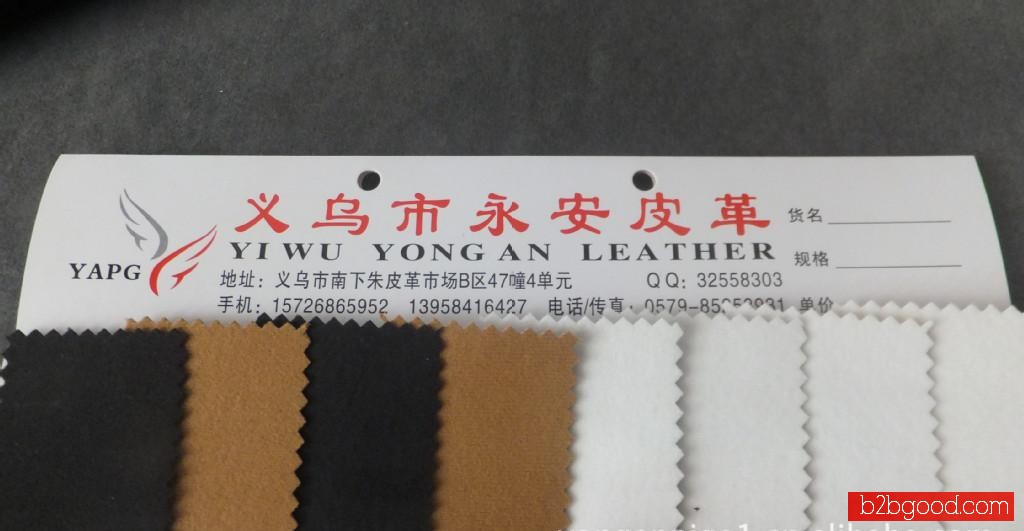 义乌市永安皮革
YAPG
YI WU YONG AN LEATHER
货名
规格
地址：义乌市南下朱皮革市场B区47幢4单元 QQ：32558303
手机：15726865952 13958416427 电话/传真：
单价
b2bgood.com